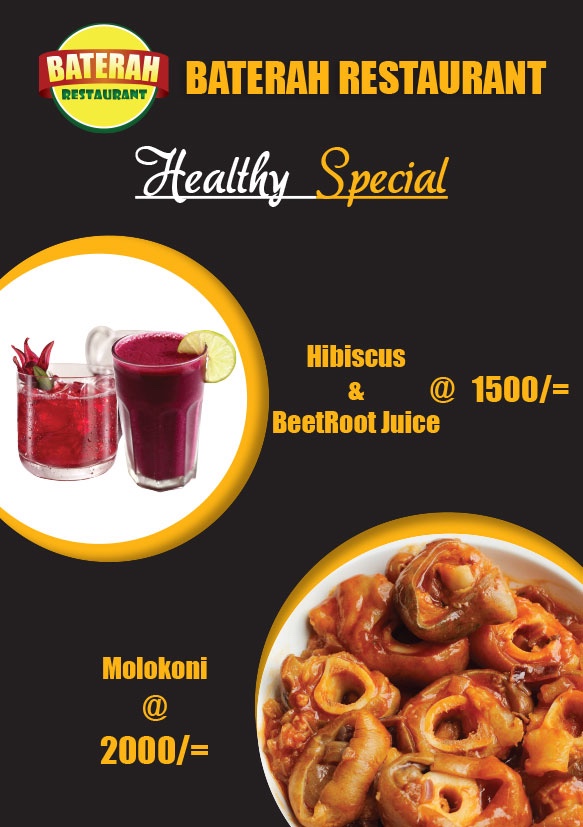 BATERAH
RESTAURANT
BATERAH RESTAURANT
Healthy Special
Hibiscus
&
BeetRoot Juice
@ 1500/=
Molokoni
@
2000/=